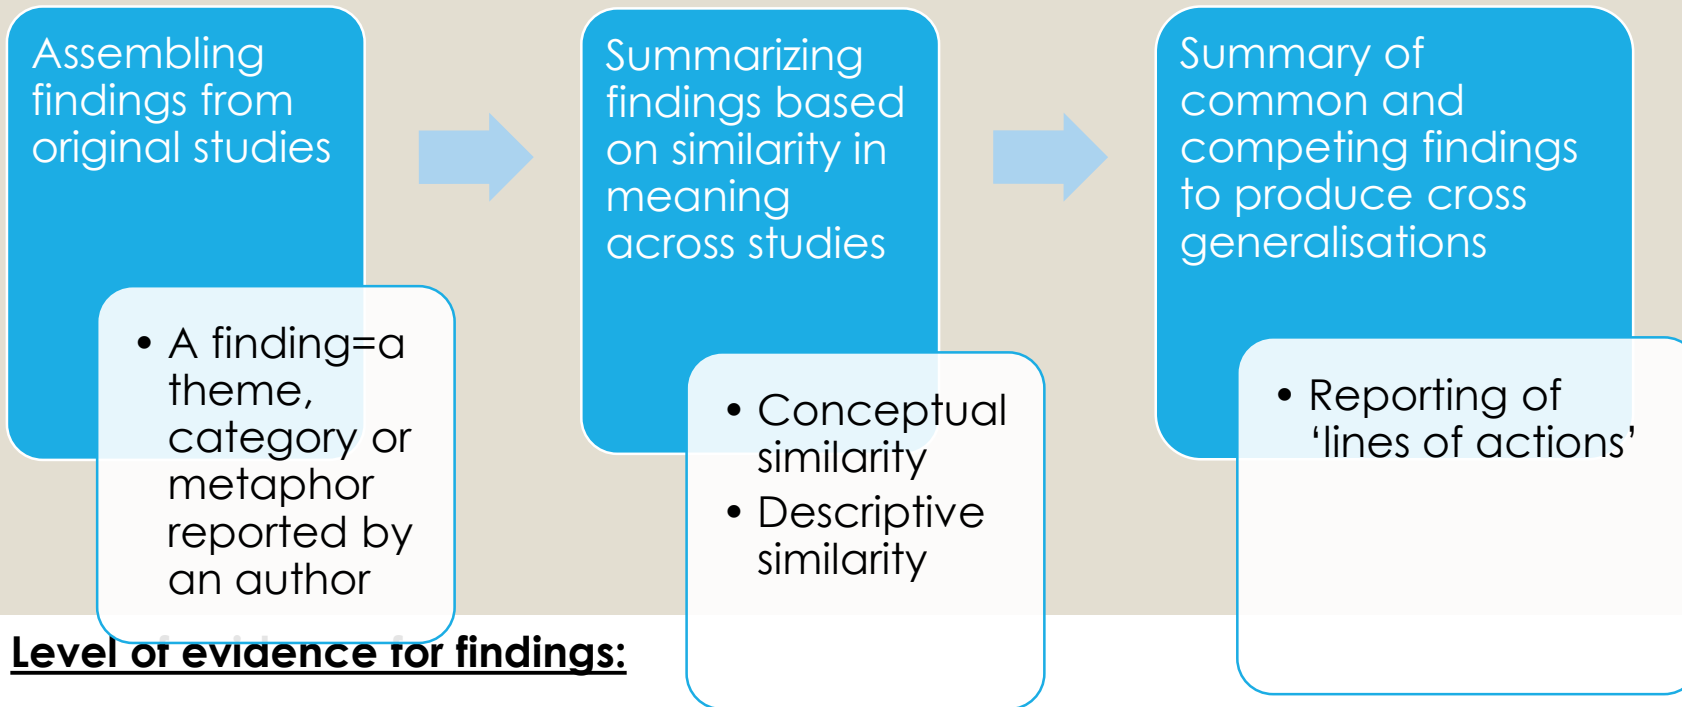 Assembling
findings from
original studies
• A finding=a
theme,
category or
metaphor
reported by
an author
Summarizing
findings based
on similarity in
meaning
across studies
• Conceptual
similarity
• Descriptive
similarity
Summary of
common and
competing findings
to produce cross
generalisations
• Reporting of
‘lines of actions’
Level of evidence for findings: